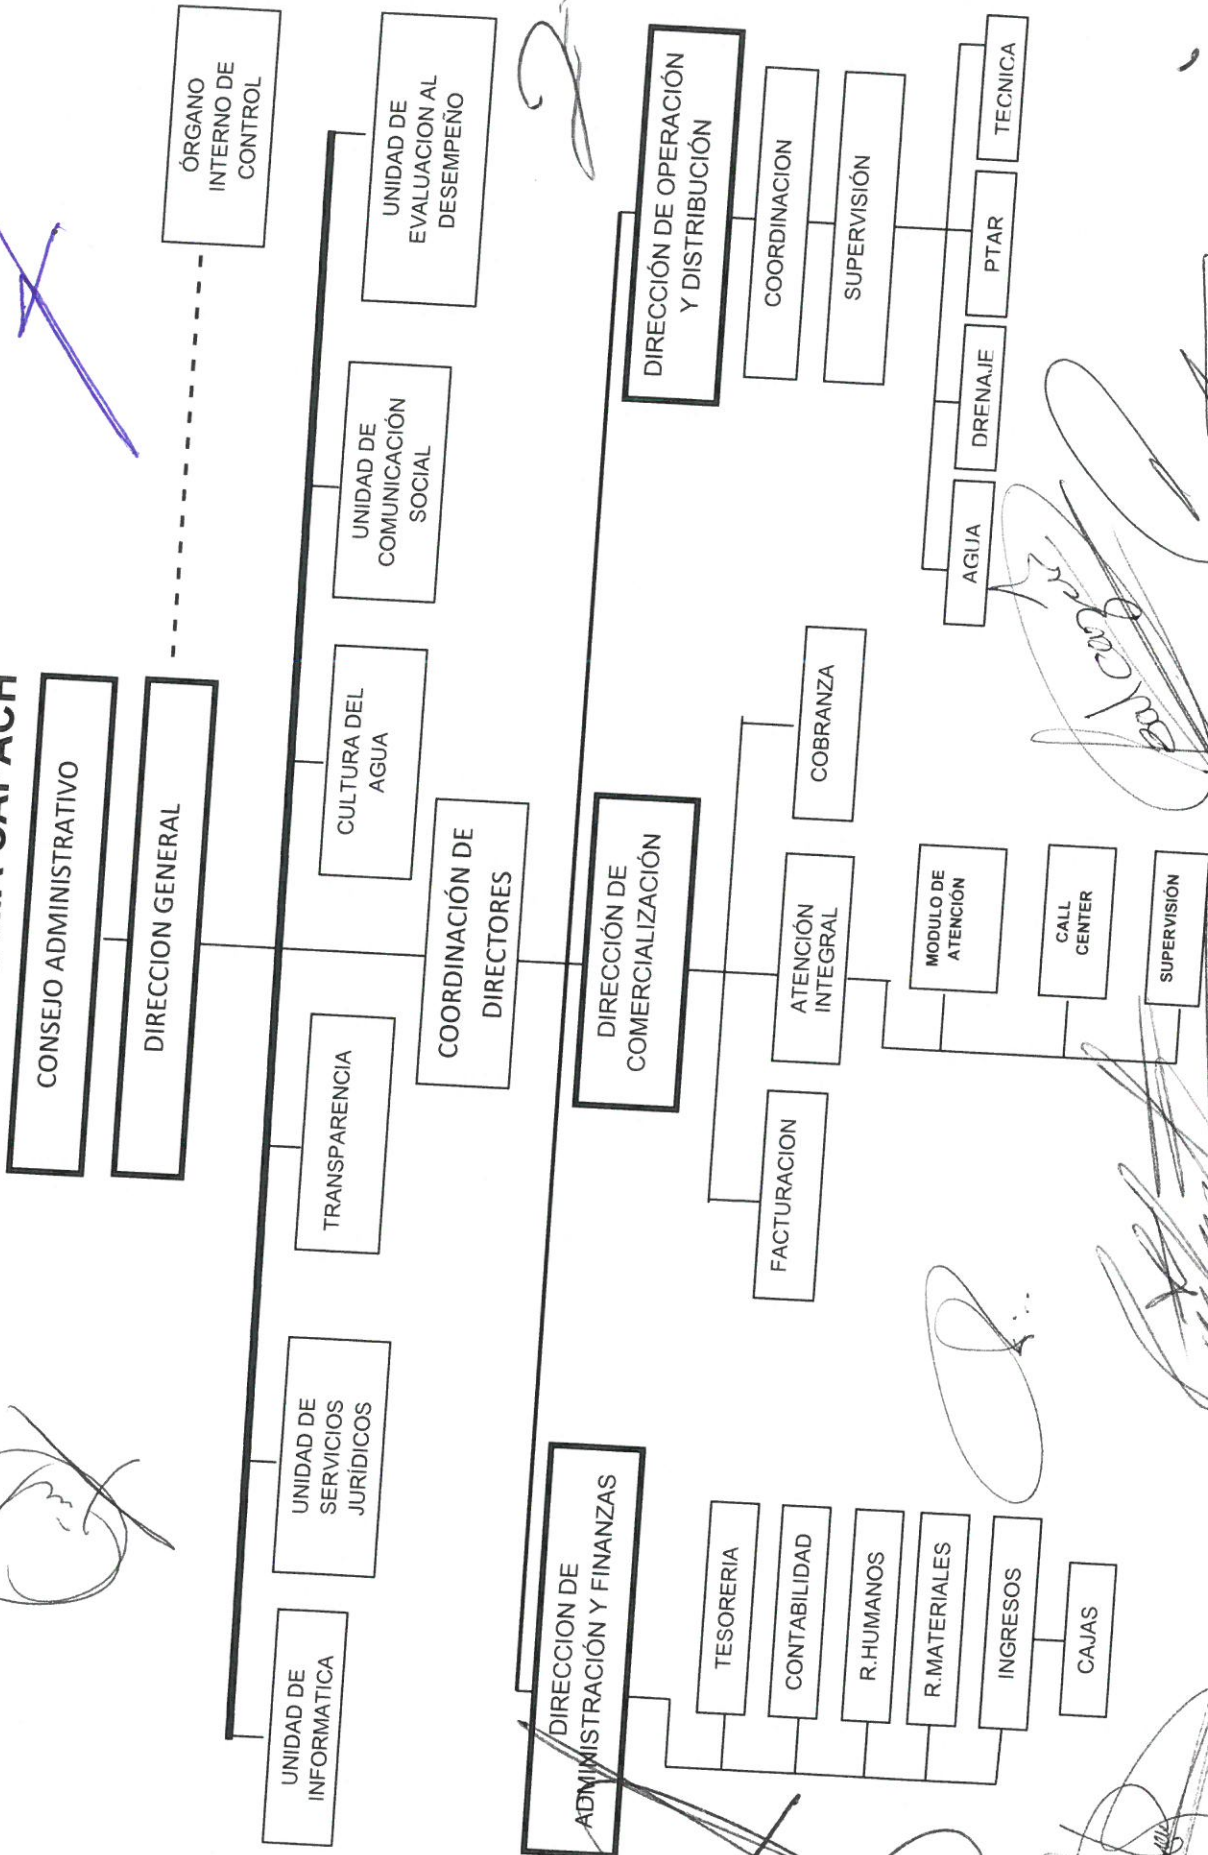 CONSEJO ADMINISTRATIVO
DIRECCION GENERAL
ÓRGANO
INTERNO DE
CONTROL
UNIDAD DE
INFORMATICA
UNIDAD DE
SERVICIOS
JURÍDICOS
TRANSPARENCIA
CULTURA DEL
AGUA
UNIDAD DE
COMUNICACIÓN
SOCIAL
UNIDAD DE
EVALUACION AL
DESEMPEÑO
COORDINACIÓN DE
DIRECTORES
DIRECCION DE
ADMINISTRACIÓN Y FINANZAS
TESORERIA
CONTABILIDAD
R.HUMANOS
R.MATERIALES
INGRESOS
CAJAS
DIRECCIÓN DE
COMERCIALIZACIÓN
FACTURACION
ATENCIÓN
INTEGRAL
COBRANZA
MODULO DE
ATENCIÓN
CALL
CENTER
SUPERVISIÓN
DIRECCIÓN DE OPERACIÓN
Y DISTRIBUCIÓN
COORDINACION
SUPERVISIÓN
AGUA
DRENAJE
PTAR
TECNICA